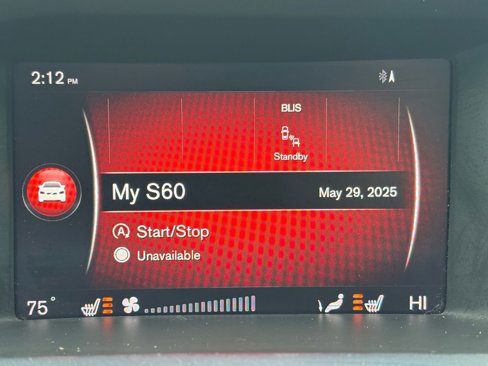 2:12 PM
BLIS
Standby
My S60 May 29, 2025
A Start/Stop
Unavailable
75° HI